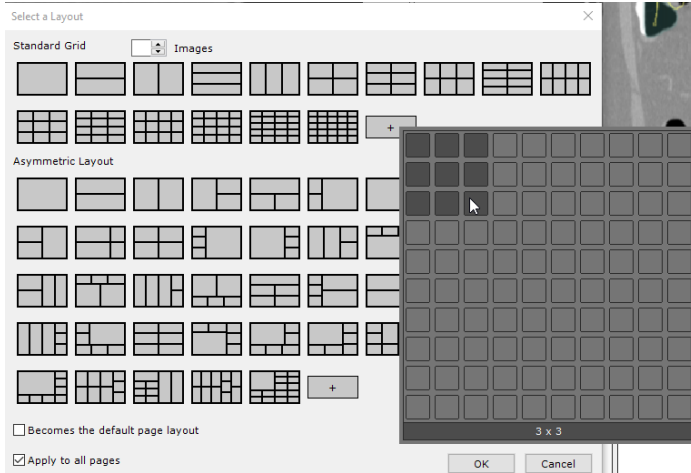 Select a Layout
Standard Grid
Images
+
Asymmetric Layout
+
3 x 3
Becomes the default page layout
Apply to all pages
OK
Cancel